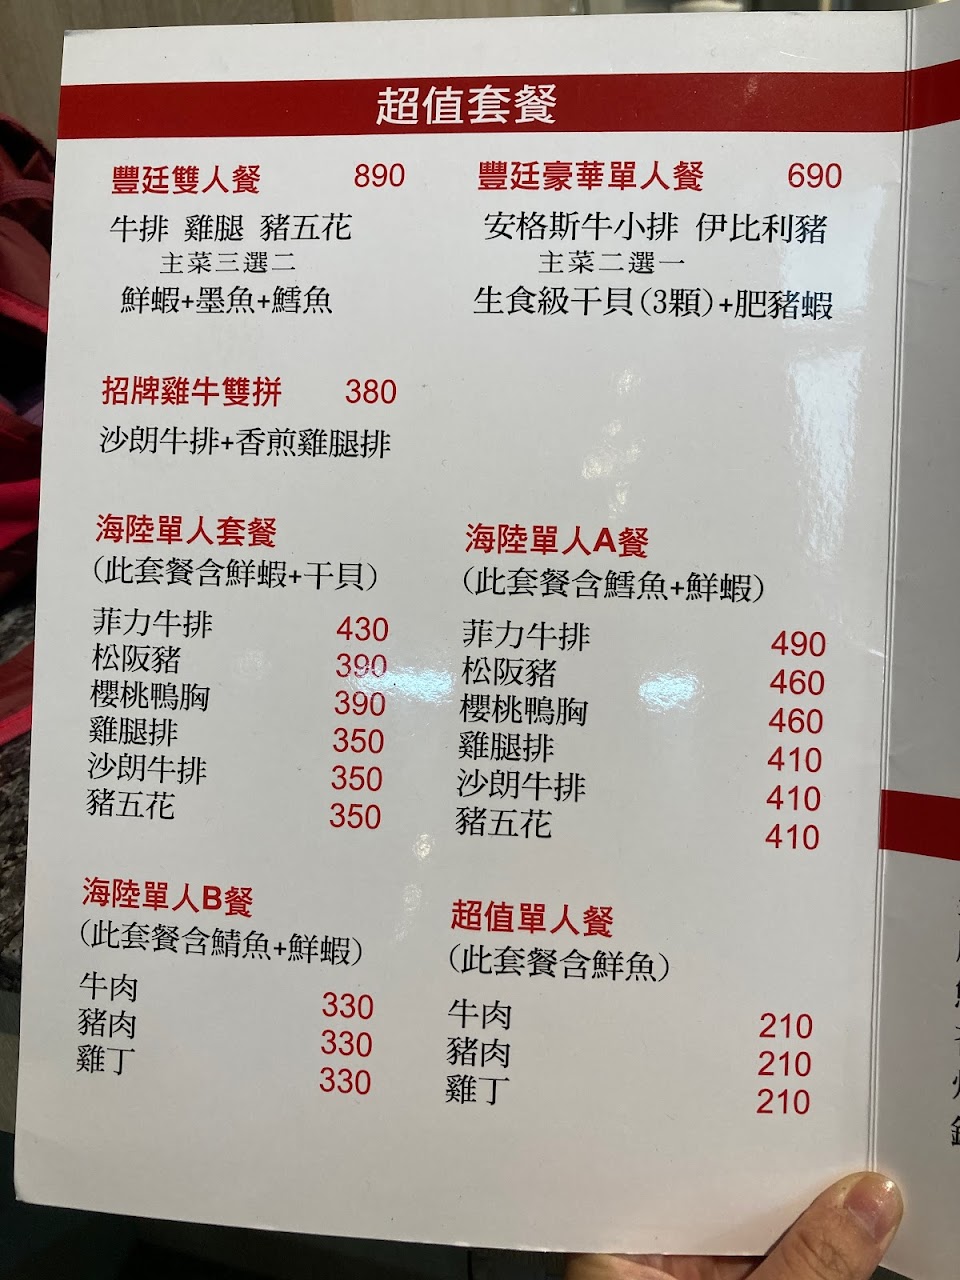 超值套餐
豐廷雙人餐 890
牛排 雞腿 豬五花
主菜三選二
鮮蝦+墨魚+鱈魚
豐廷豪華單人餐 690
安格斯牛小排 伊比利豬
主菜二選一
生食級干貝(3顆)+肥豬蝦
招牌雞牛雙拼 380
沙朗牛排+香煎雞腿排
海陸單人套餐
(此套餐含鮮蝦+干貝)
菲力牛排 430
松阪豬 390
櫻桃鴨胸 390
雞腿排 350
沙朗牛排 350
豬五花 350
海陸單人A餐
(此套餐含鱈魚+鮮蝦)
菲力牛排 490
松阪豬 460
櫻桃鴨胸 460
雞腿排 410
沙朗牛排 410
豬五花 410
海陸單人B餐
(此套餐含鯖魚+鮮蝦)
牛肉 330
豬肉 330
雞丁 330
超值單人餐
(此套餐含鮮魚)
牛肉 210
豬肉 210
雞丁 210